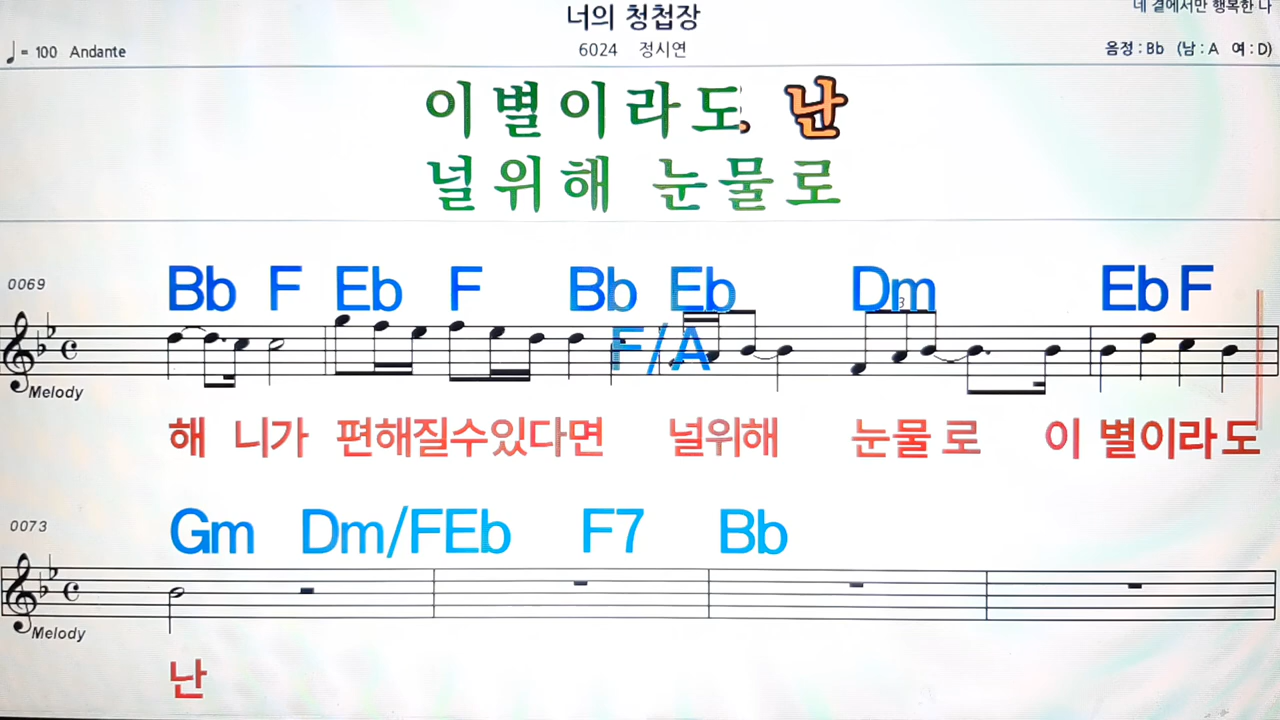 너의 청첩장
네 곁에서만 행복한 나
♩ = 100 Andante
6024 정시연
음정 : Bb (남 : A 여 : D)
이별이라도 난
널위해 눈물로
0069
Bb F Eb F Bb F/A Eb Dm Eb F
3
Melody
해 니가 편해질수있다면 널위해 눈물로 이별이라도
0073
Gm Dm/F Eb F7 Bb
Melody
난